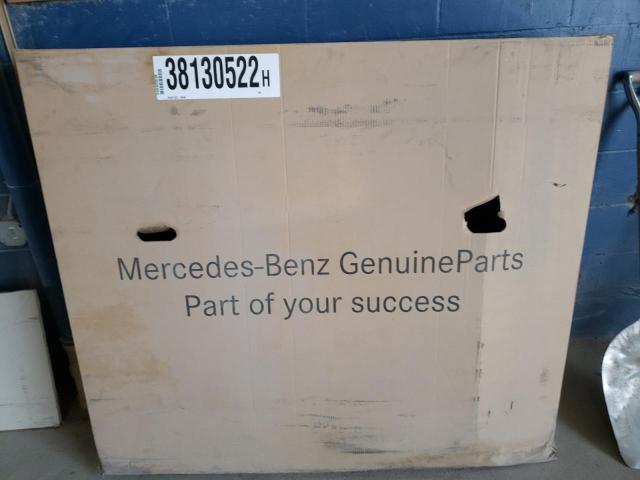 38130522H
Mercedes-Benz GenuineParts
Part of your success